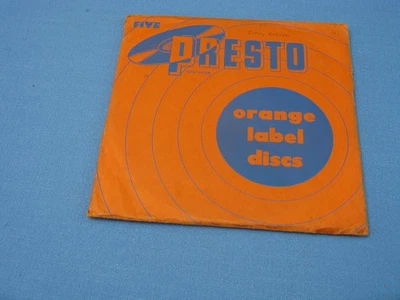 FIVE
PRESTO
orange
label
discs